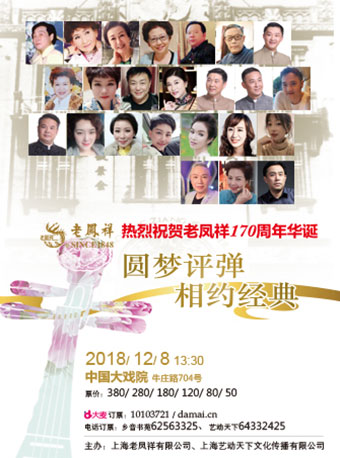 老凤祥
SINCE1848
热烈祝贺老凤祥170周年华诞
圆梦评弹
相约经典
2018/12/8 13:30
中国大戏院 牛庄路704号
票价：380/ 280/ 180/ 120/ 80/ 50
大麦 订票：10103721 / damai.cn
电话订票：乡音书苑62563325、 艺动天下64332425
主办：上海老凤祥有限公司、上海艺动天下文化传播有限公司